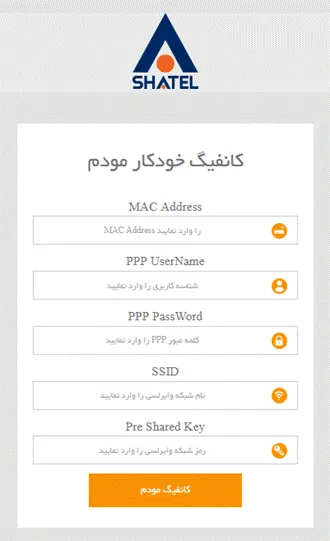 SHATEL
کانفیگ خودکار مودم
MAC Address
MAC Address را وارد نمایید
PPP UserName
شناسه کاربری را وارد نمایید
PPP PassWord
کلمه عبور PPP را وارد نمایید
SSID
نام شبکه وایرلسی را وارد نمایید
Pre Shared Key
رمز شبکه وایرلسی را وارد نمایید
کانفیگ مودم